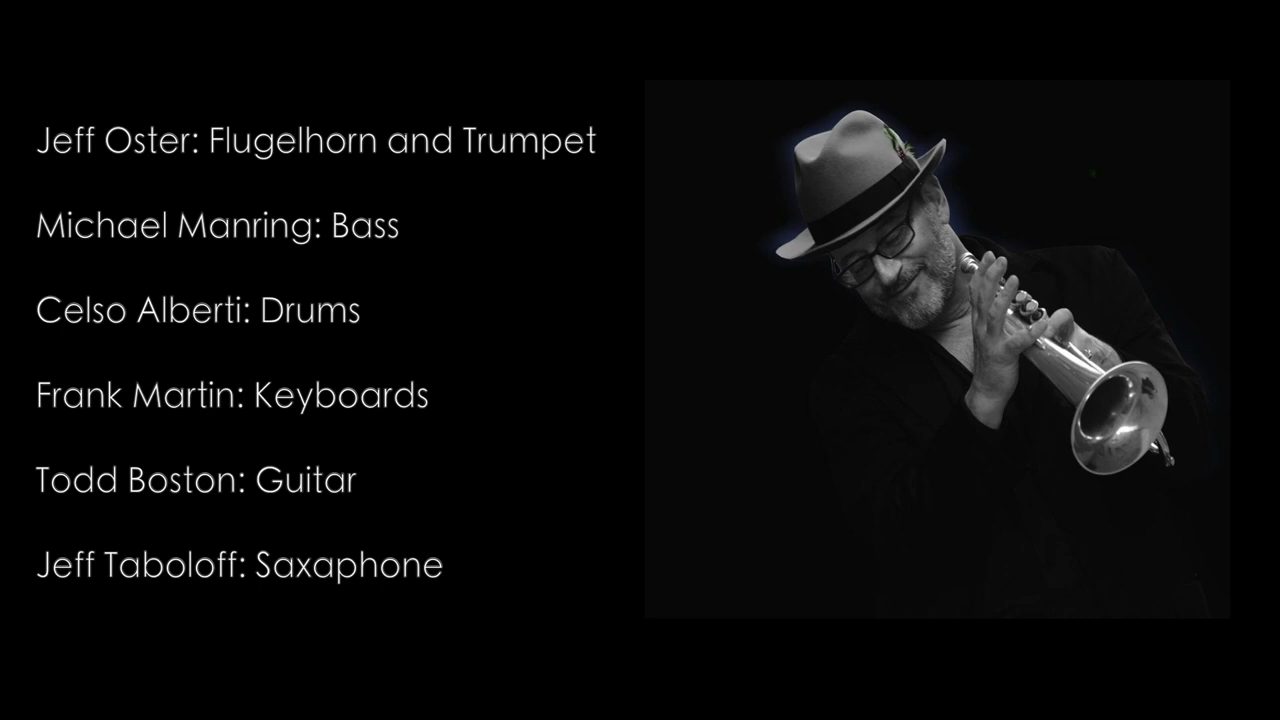 Jeff Oster: Flugelhorn and Trumpet
Michael Manring: Bass
Celso Alberti: Drums
Frank Martin: Keyboards
Todd Boston: Guitar
Jeff Taboloff: Saxaphone